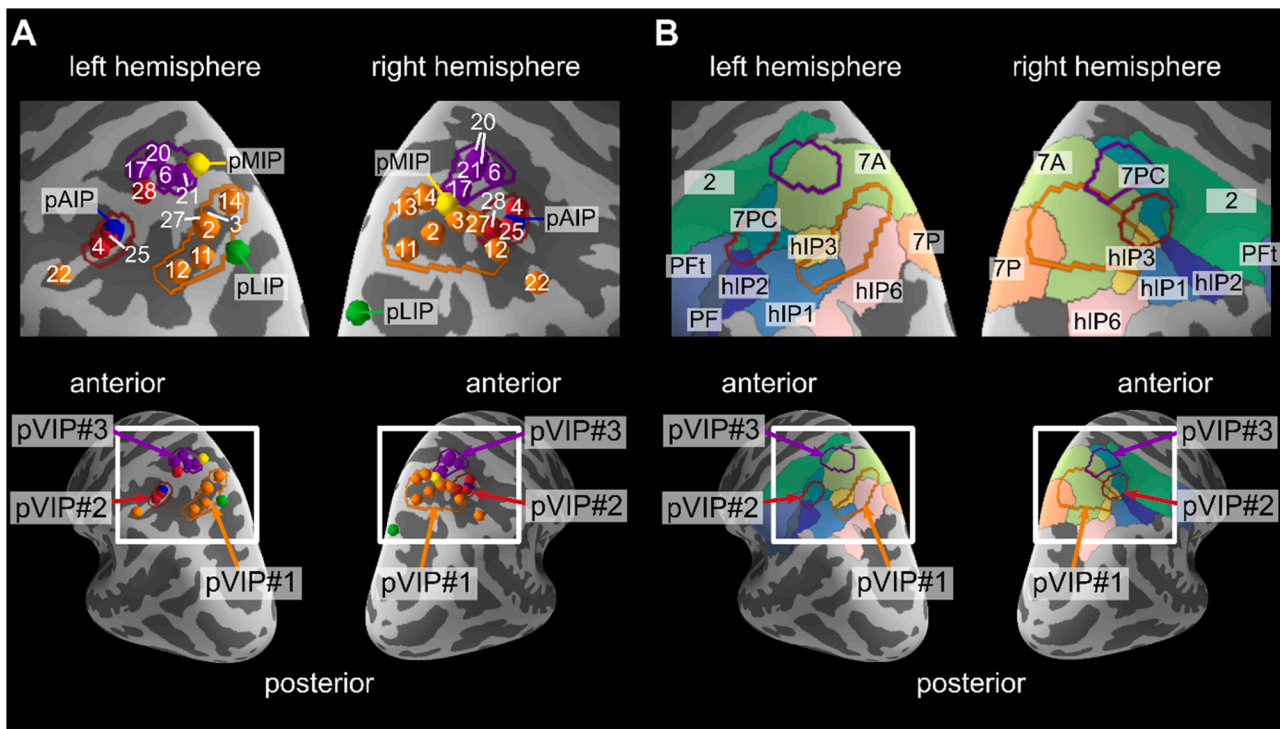 A
B
left hemisphere
right hemisphere
left hemisphere
right hemisphere
20
17
6
21
28
pMIP
pAIP
4
25
27
14
3
2
11
12
22
pLIP
20
pMIP
21
6
17
14
13
3
28
27
4
25
pAIP
2
11
12
22
pLIP
2
7A
7PC
hIP3
7P
PFt
hIP2
PF
hIP1
hIP6
7A
7PC
2
7P
hIP3
PFt
hIP1
hIP2
hIP6
anterior
anterior
anterior
anterior
pVIP#3
pVIP#2
pVIP#1
pVIP#3
pVIP#2
pVIP#1
pVIP#3
pVIP#2
pVIP#1
pVIP#3
pVIP#2
posterior
posterior